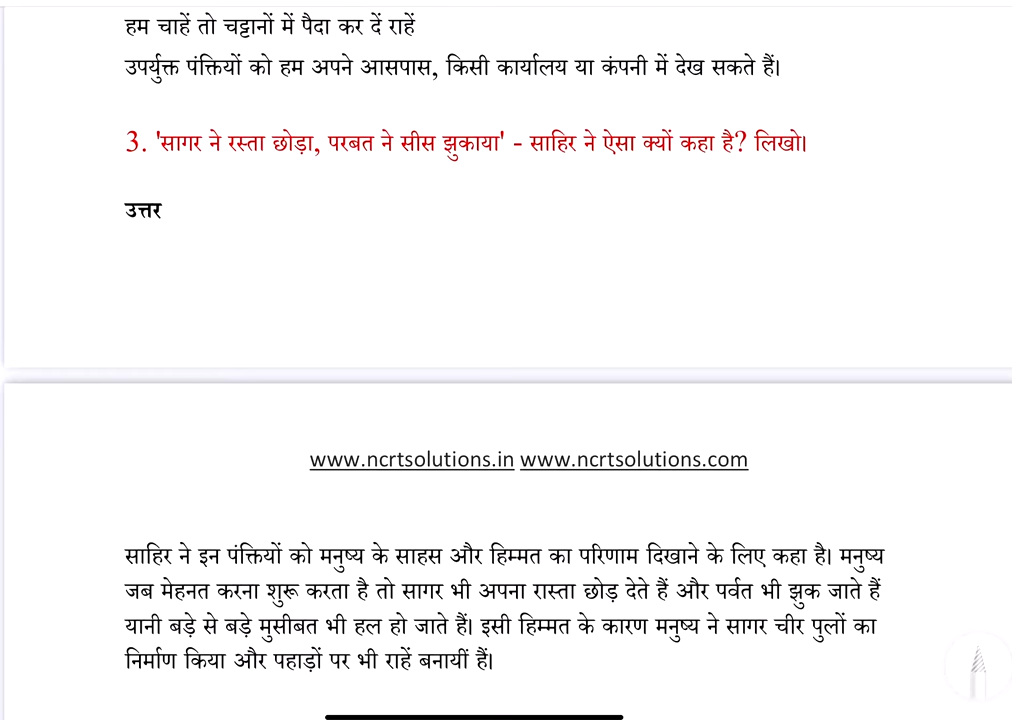 हम चाहें तो चट्टानों में पैदा कर दें राहें
उपर्युक्त पंक्तियों को हम अपने आसपास, किसी कार्यालय या कंपनी में देख सकते हैं।
3. 'सागर ने रस्ता छोड़ा, परबत ने सीस झुकाया' - साहिर ने ऐसा क्यों कहा है? लिखो।
उत्तर
www.ncrtsolutions.in www.ncrtsolutions.com
साहिर ने इन पंक्तियों को मनुष्य के साहस और हिम्मत का परिणाम दिखाने के लिए कहा है। मनुष्य
जब मेहनत करना शुरू करता है तो सागर भी अपना रास्ता छोड़ देते हैं और पर्वत भी झुक जाते हैं
यानी बड़े से बड़े मुसीबत भी हल हो जाते हैं। इसी हिम्मत के कारण मनुष्य ने सागर चीर पुलों का
निर्माण किया और पहाड़ों पर भी राहें बनायीं हैं।